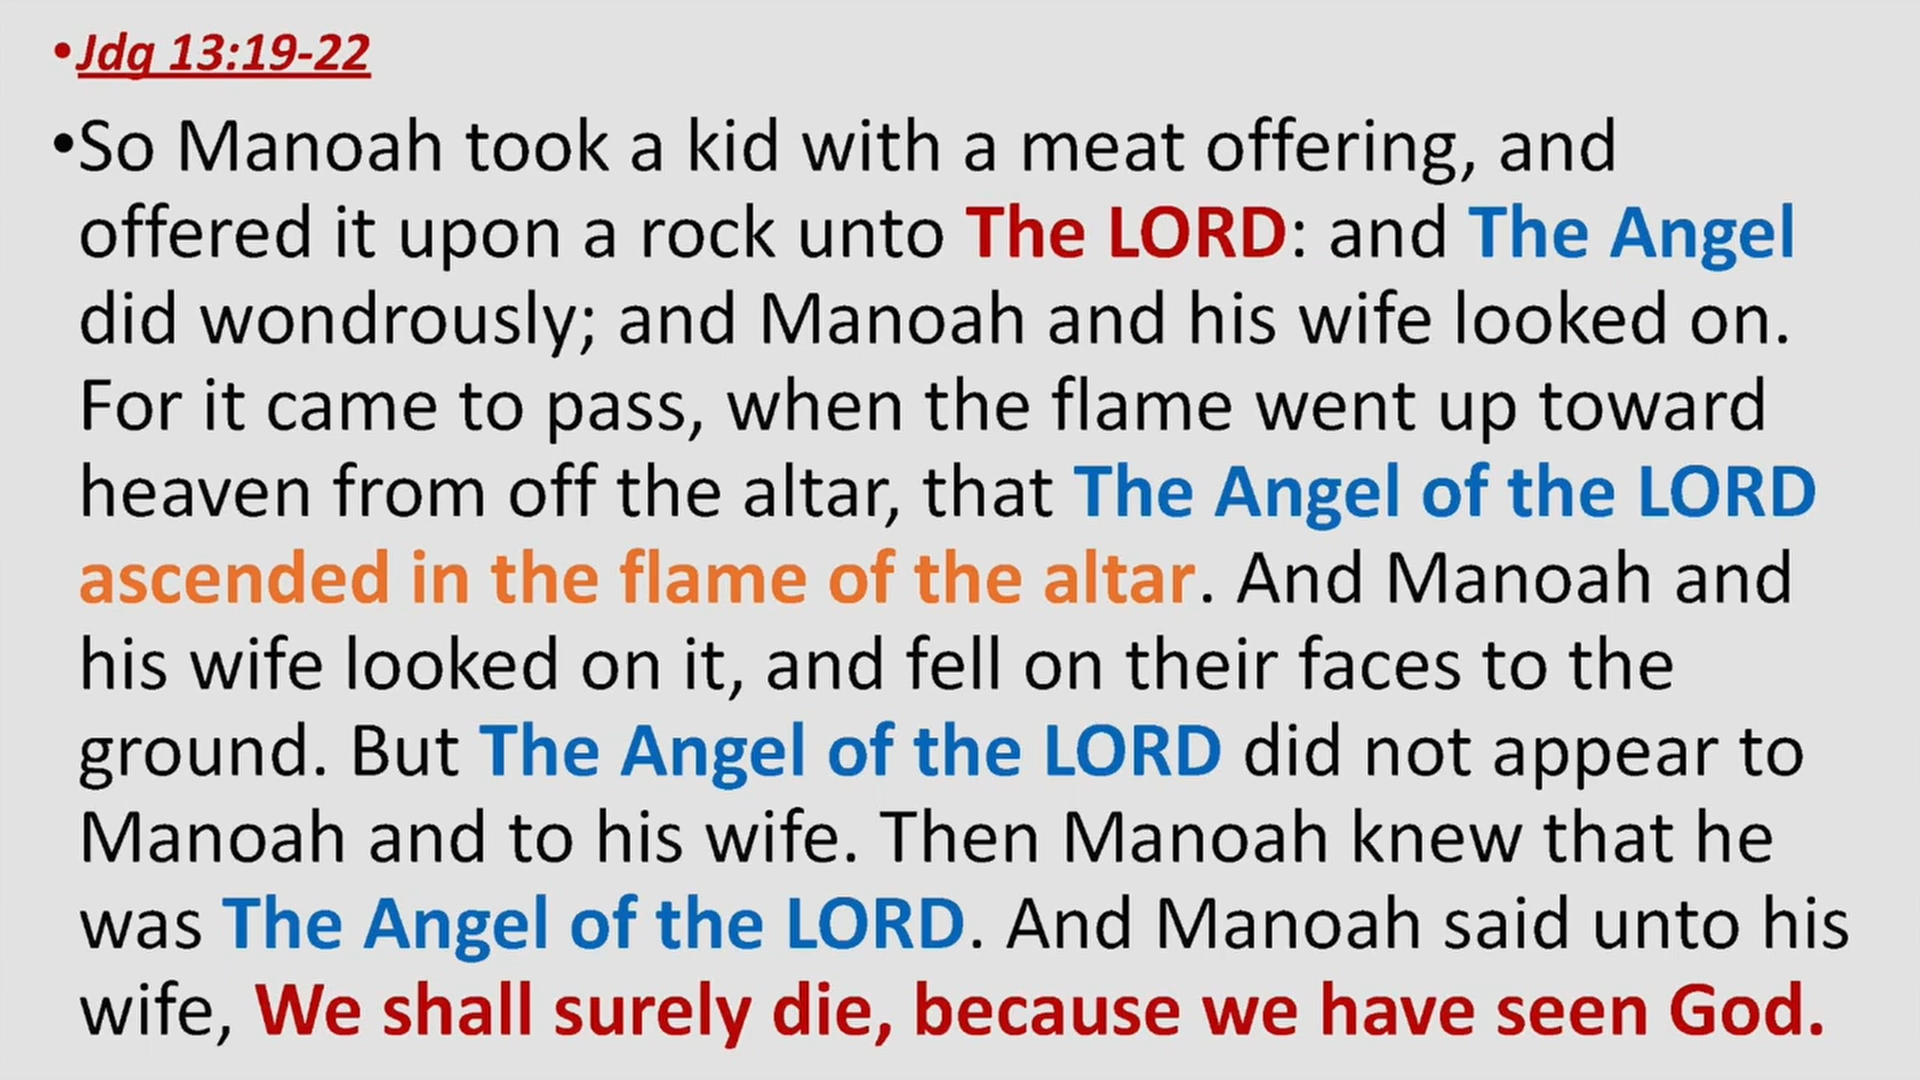 •Jdg 13:19-22
•So Manoah took a kid with a meat offering, and
offered it upon a rock unto The LORD: and The Angel
did wondrously; and Manoah and his wife looked on.
For it came to pass, when the flame went up toward
heaven from off the altar, that The Angel of the LORD
ascended in the flame of the altar. And Manoah and
his wife looked on it, and fell on their faces to the
ground. But The Angel of the LORD did not appear to
Manoah and to his wife. Then Manoah knew that he
was The Angel of the LORD. And Manoah said unto his
wife, We shall surely die, because we have seen God.